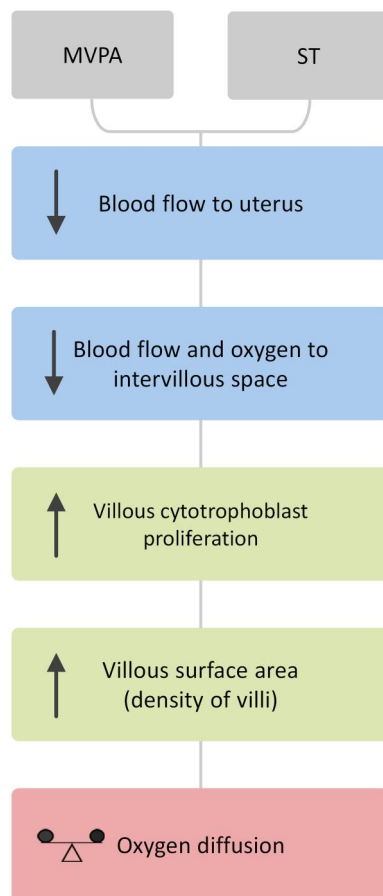 MVPA
ST
Blood flow to uterus
Blood flow and oxygen to
intervillous space
Villous cytotrophoblast
proliferation
Villous surface area
(density of villi)
Oxygen diffusion